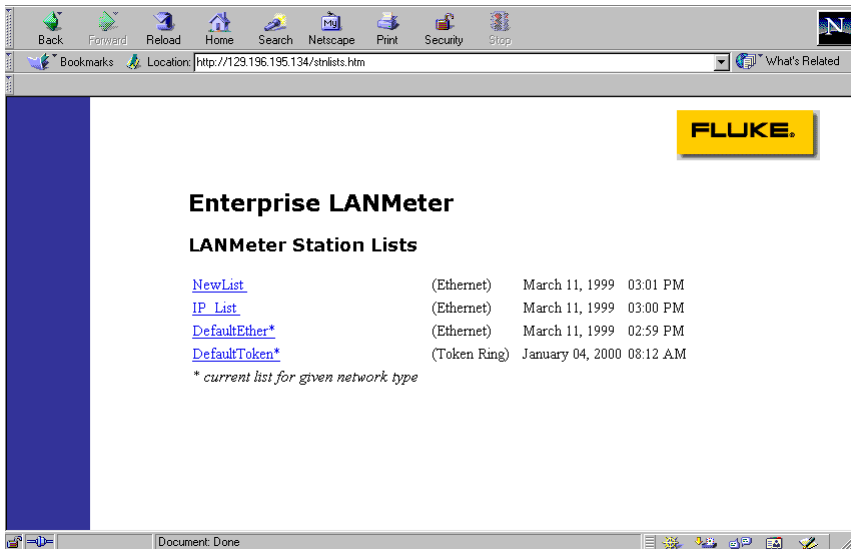 Back Forward Reload Home Search Netscape Print Security Stop
My
N
Bookmarks Location: http://129.196.195.134/stnlists.htm What's Related
FLUKE®
Enterprise LANMeter
LANMeter Station Lists
NewList (Ethernet) March 11, 1999 03:01 PM
IP List (Ethernet) March 11, 1999 03:00 PM
DefaultEther* (Ethernet) March 11, 1999 02:59 PM
DefaultToken* (Token Ring) January 04, 2000 08:12 AM
* current list for given network type
Document: Done